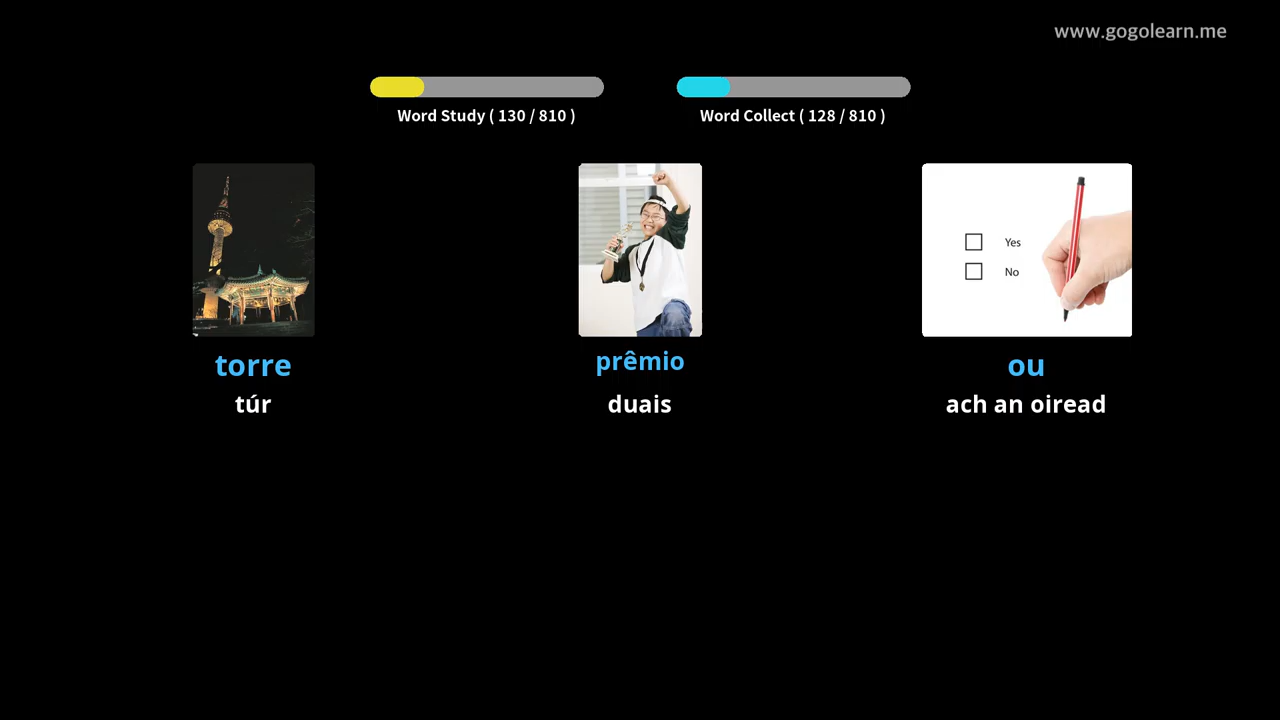 www.gogolearn.me
Word Study ( 130 / 810 )
Word Collect ( 128 / 810 )
Yes
No
torre
prêmio
ou
túr
duais
ach an oiread